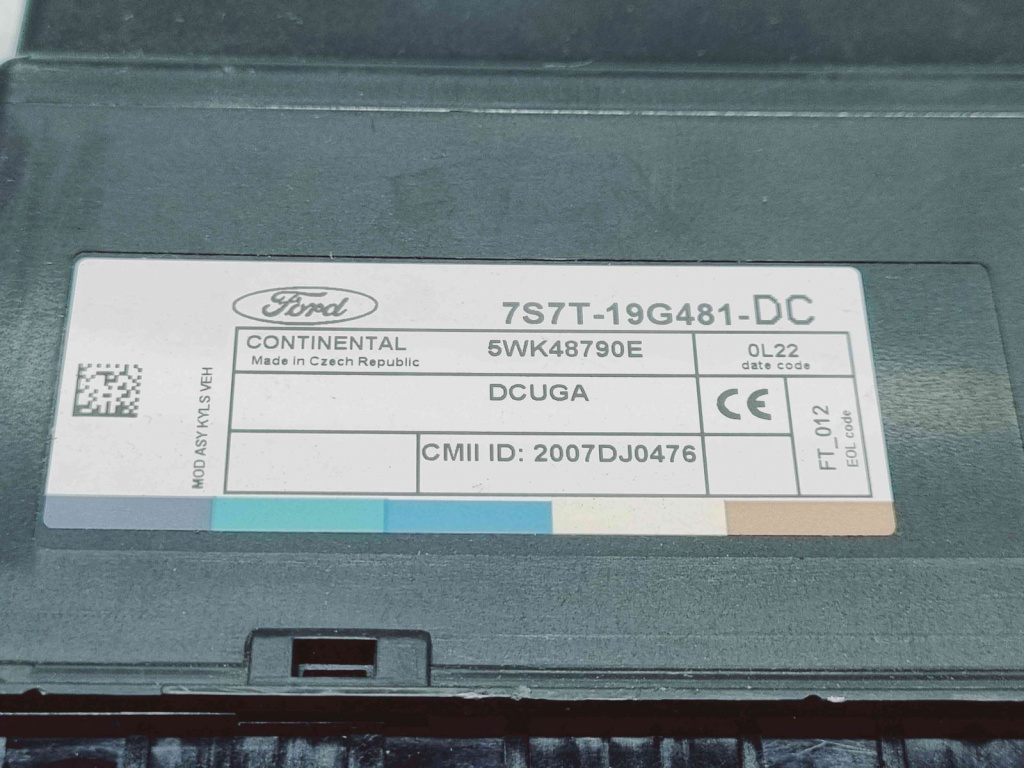 Ford
7S7T-19G481-DC
CONTINENTAL
Made in Czech Republic
5WK48790E
0L22
date code
DCUGA
CE
FT_012
EOL code
CMII ID: 2007DJ0476
MOD ASY KYLS VEH